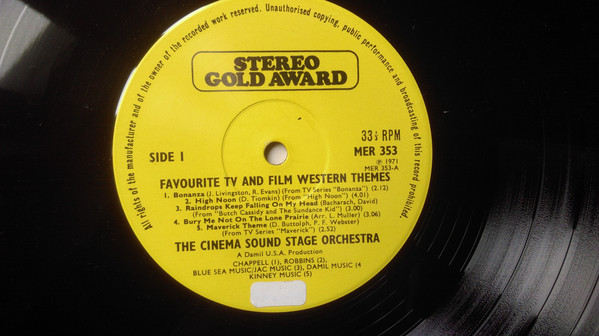 All rights of the manufacturer and of the owner of the recorded work reserved. Unauthorised copying, public performance and broadcasting of this record prohibited.
STEREO
GOLD AWARD
33⅓ RPM
SIDE 1
MER 353
℗ 1971
MER 353-A
FAVOURITE TV AND FILM WESTERN THEMES
1. Bonanza (J. Livingston, R. Evans) (From TV Series "Bonanza") (2.12)
2. High Noon (D. Tiomkin) (From "High Noon") (4.01)
3. Raindrops Keep Falling On My Head (Bacharach, David)
(From "Butch Cassidy and The Sundance Kid") (3.00)
4. Bury Me Not On The Lone Prairie (Arr. L. Muller) (3.06)
5. Maverick Theme (D. Buttolph, P. F. Webster)
(From TV Series "Maverick") (2.52)
THE CINEMA SOUND STAGE ORCHESTRA
A Damil U.S.A. Production
CHAPPELL (1), ROBBINS (2),
BLUE SEA MUSIC/JAC MUSIC (3), DAMIL MUSIC (4
KINNEY MUSIC (5)